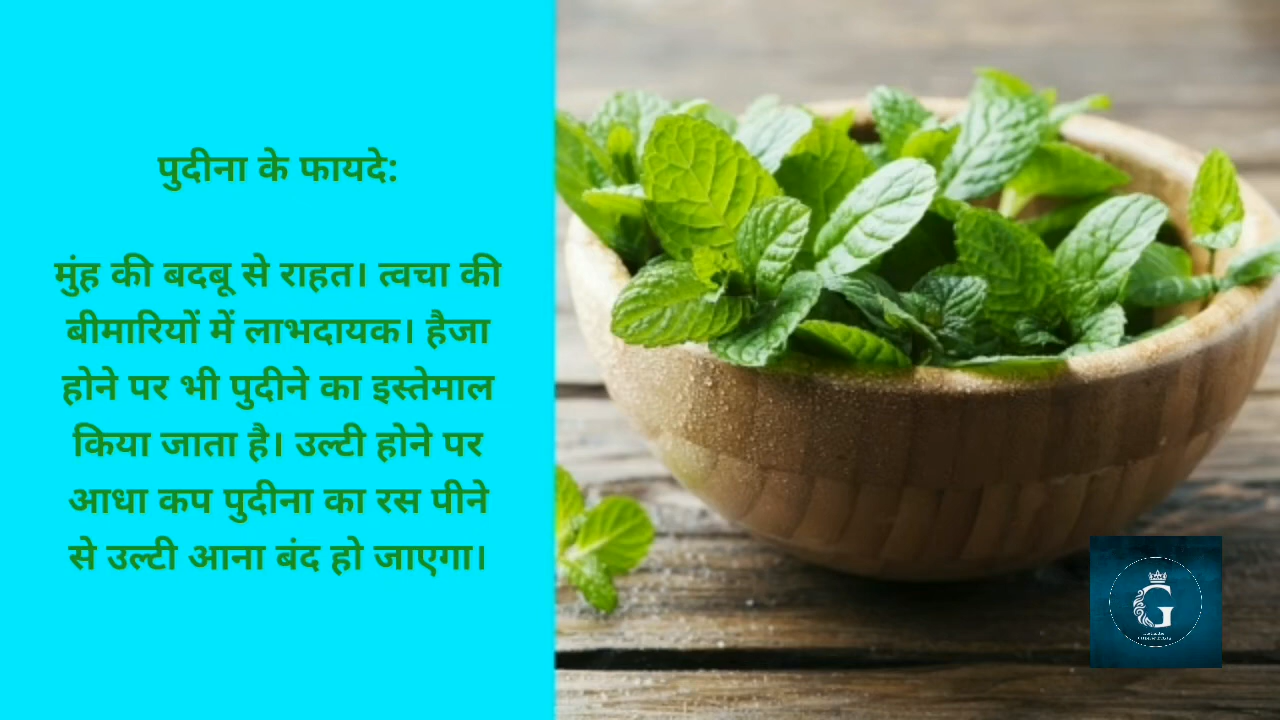 पुदीना के फायदे:
मुंह की बदबू से राहत। त्वचा की
बीमारियों में लाभदायक। हैजा
होने पर भी पुदीने का इस्तेमाल
किया जाता है। उल्टी होने पर
आधा कप पुदीना का रस पीने
से उल्टी आना बंद हो जाएगा।
G